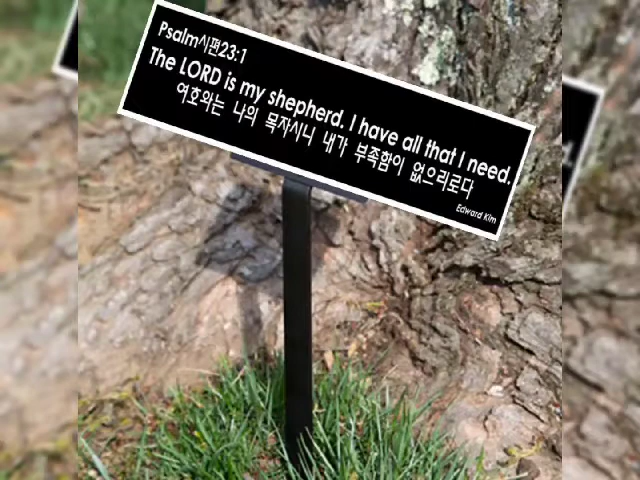 Psalm시편23:1
The LORD is my shepherd. I have all that I need.
여호와는 나의 목자시니 내가 부족함이 없으리로다
Edward Kim